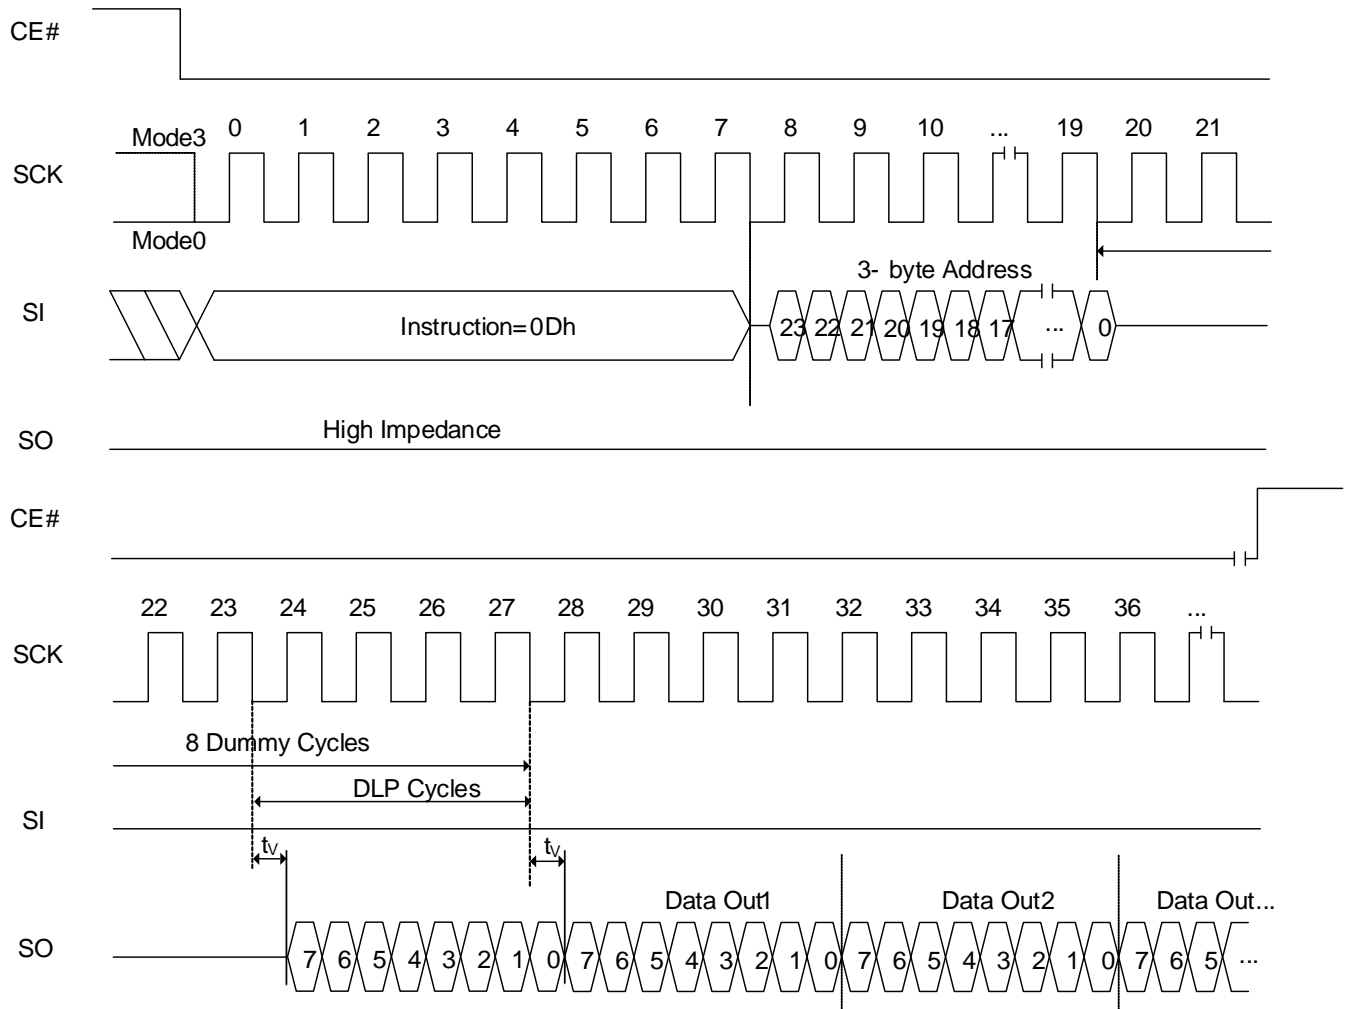 CE#
0 1 2 3 4 5 6 7 8 9 10 ... 19 20 21
Mode3
SCK
Mode0
3- byte Address
SI
Instruction=0Dh
23 22 21 20 19 18 17 ... 0
High Impedance
SO
CE#
22 23 24 25 26 27 28 29 30 31 32 33 34 35 36 ...
SCK
8 Dummy Cycles
DLP Cycles
SI
tV tV
Data Out1 Data Out2 Data Out...
SO
7 6 5 4 3 2 1 0 7 6 5 4 3 2 1 0 7 6 5 4 3 2 1 0 7 6 5 ...